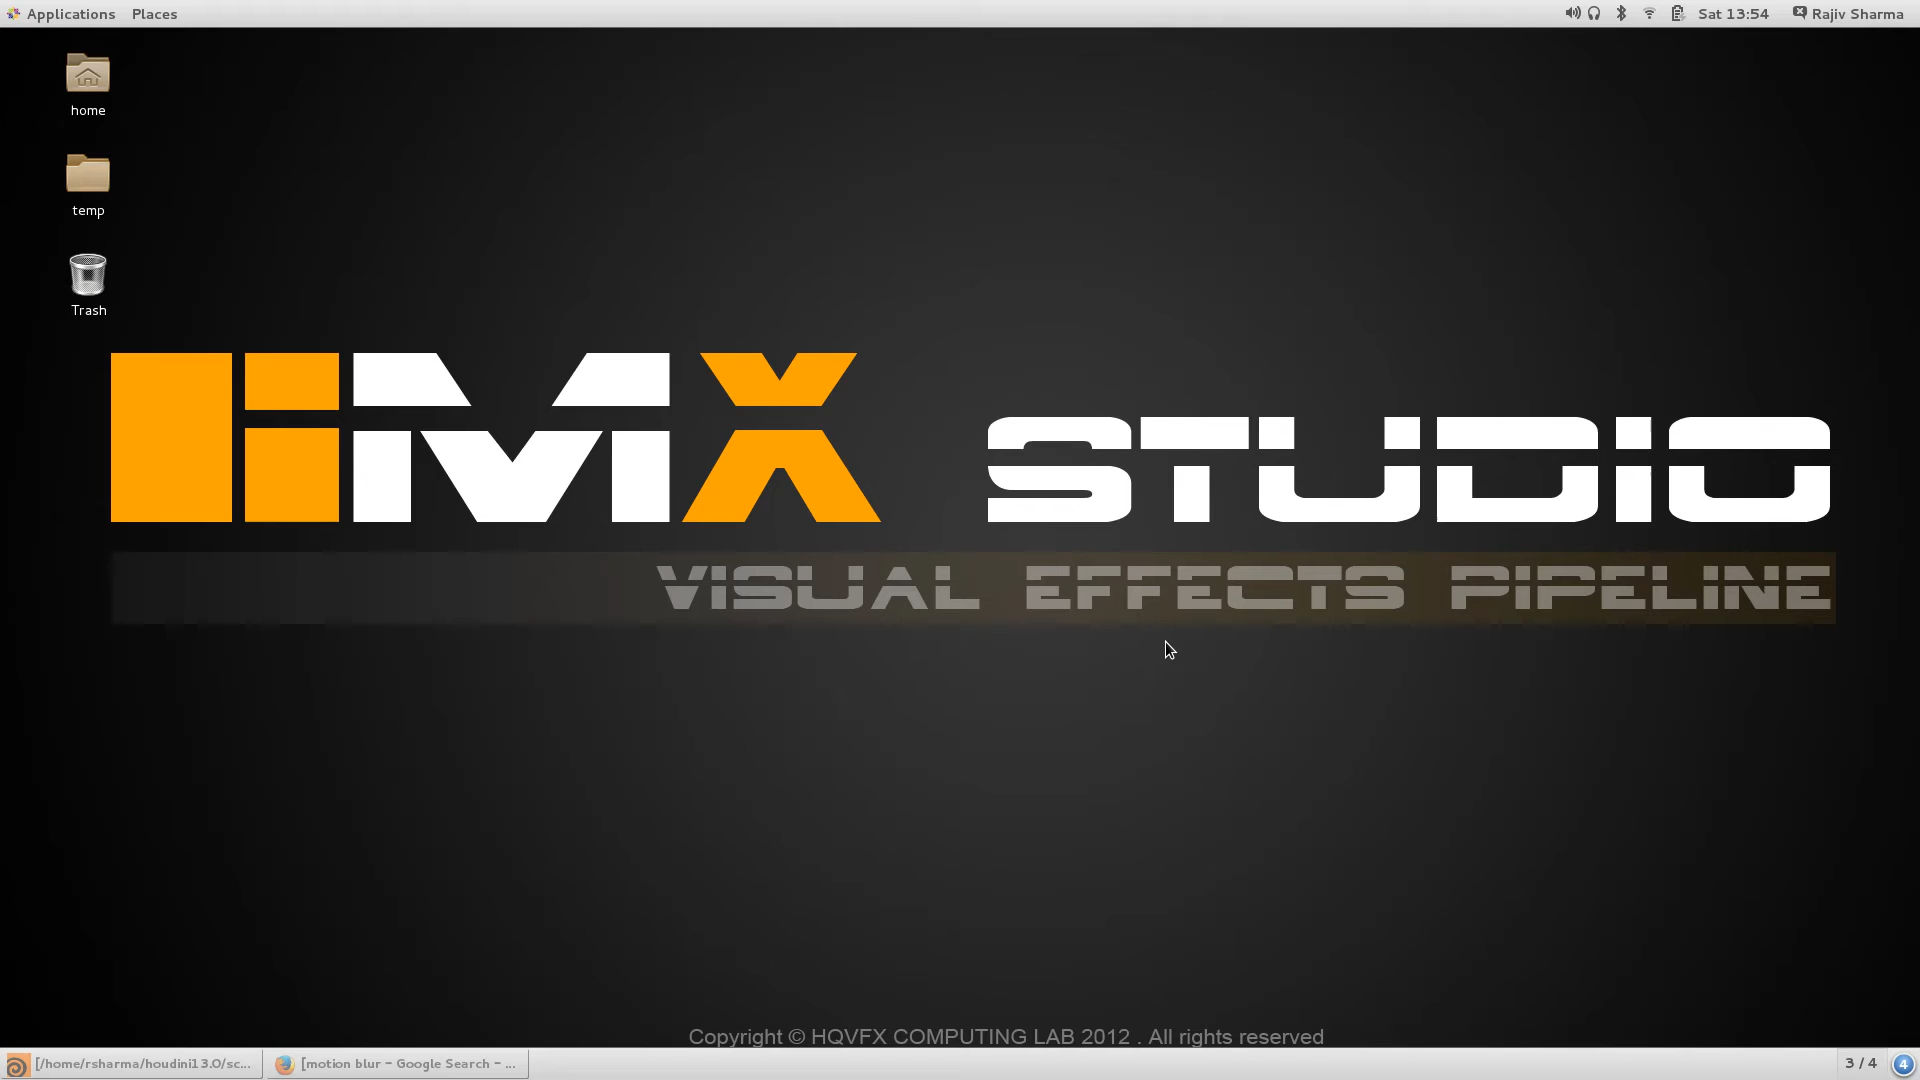 Applications Places Sat 13:54 Rajiv Sharma
home
temp
Trash
MX STUDIO
VISUAL EFFECTS PIPELINE
Copyright © HQVFX COMPUTING LAB 2012 . All rights reserved
[/home/rsharma/houdini13.0/sc... [motion blur - Google Search - ... 3 / 4 4